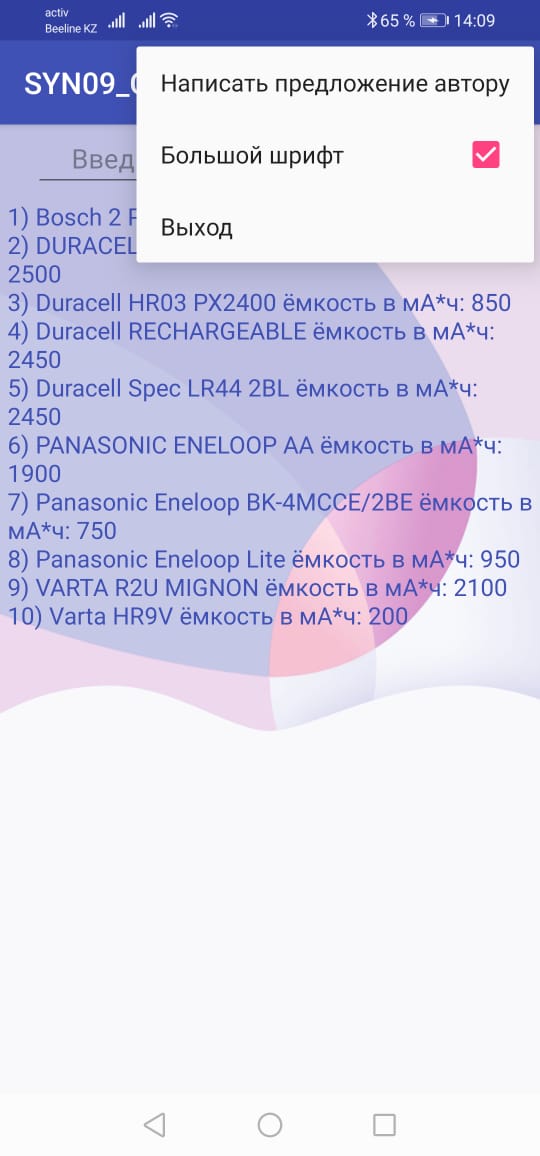 activ
Beeline KZ
65 %
14:09
SYN09_
Написать предложение автору
Введ
Большой шрифт
Выход
1) Bosch 2
2) DURACEL
2500
3) Duracell HR03 PX2400 ёмкость в мА*ч: 850
4) Duracell RECHARGEABLE ёмкость в мА*ч:
2450
5) Duracell Spec LR44 2BL ёмкость в мА*ч:
2450
6) PANASONIC ENELOOP AA ёмкость в мА*ч:
1900
7) Panasonic Eneloop BK-4MCCE/2BE ёмкость в
мА*ч: 750
8) Panasonic Eneloop Lite ёмкость в мА*ч: 950
9) VARTA R2U MIGNON ёмкость в мА*ч: 2100
10) Varta HR9V ёмкость в мА*ч: 200